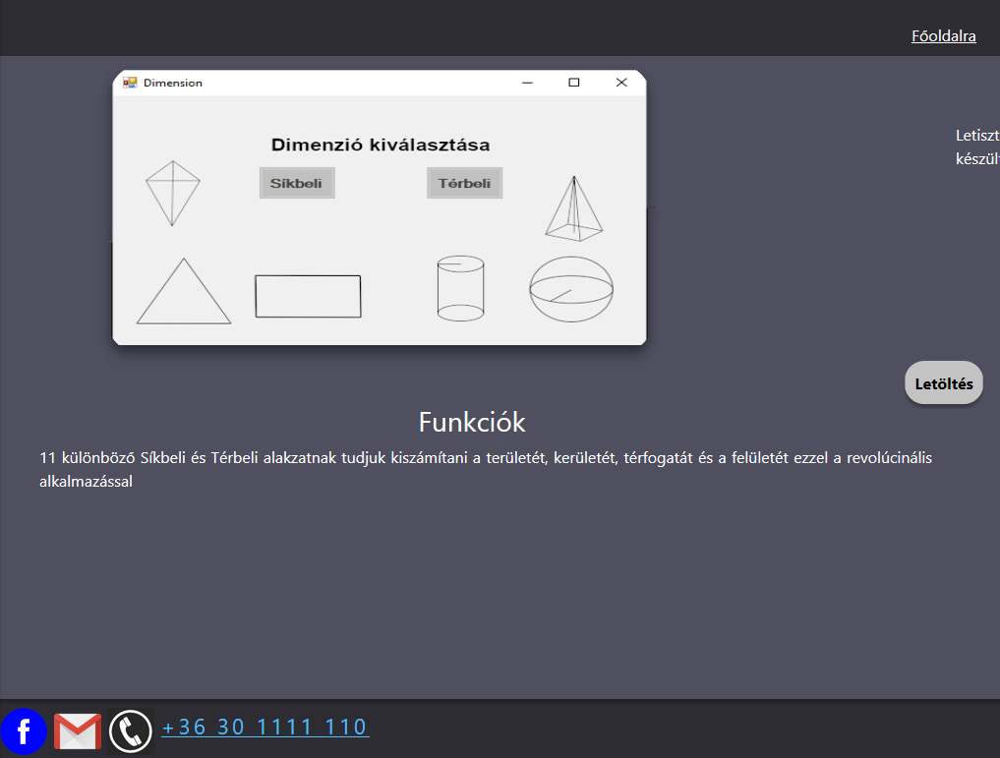 Főoldalra
Dimension
Dimenzió kiválasztása
Síkbeli
Térbeli
Letiszt
készült
Letöltés
Funkciók
11 különböző Síkbeli és Térbeli alakzatnak tudjuk kiszámítani a területét, kerületét, térfogatát és a felületét ezzel a revolúcinális
alkalmazással
+36 30 1111 110